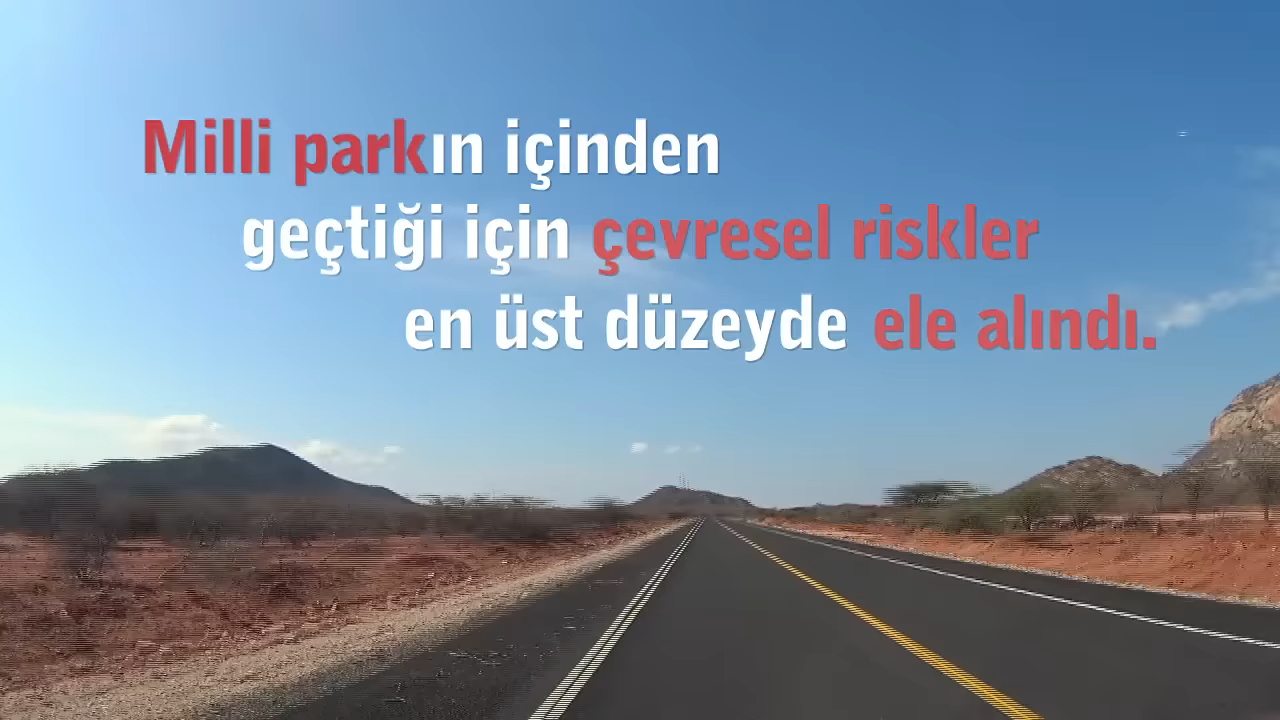 Milli parkın içinden
geçtiği için çevresel riskler
en üst düzeyde ele alındı.